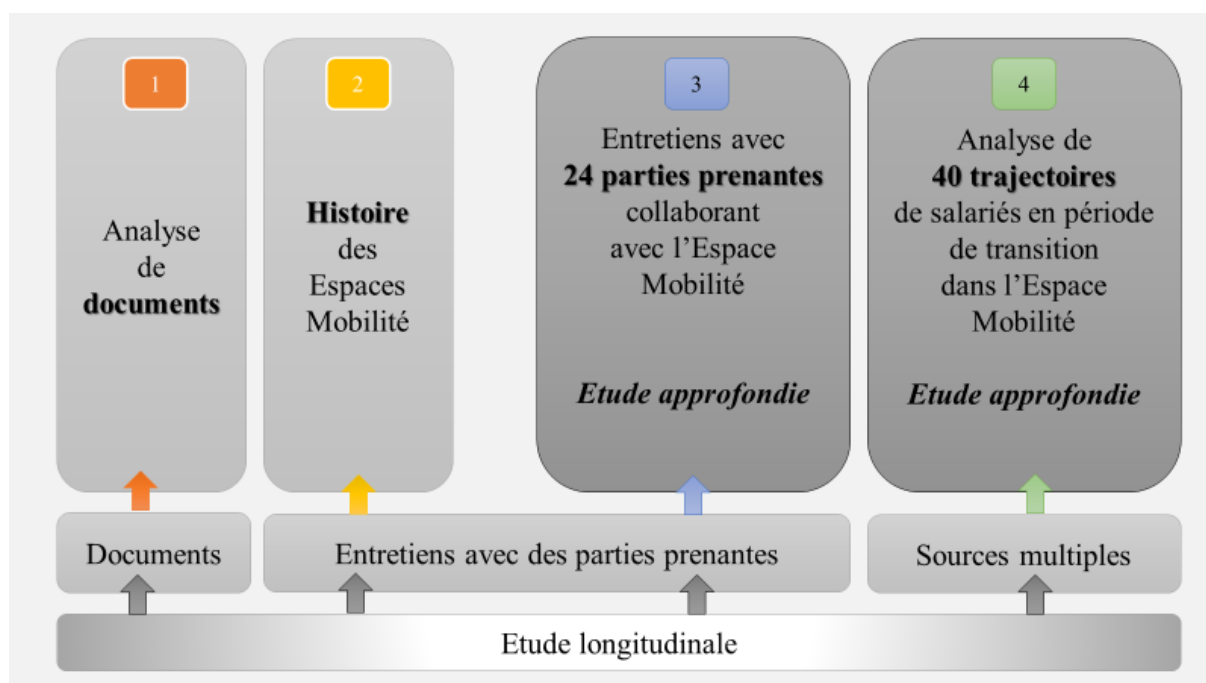 1
Analyse
de
documents
2
Histoire
des
Espaces
Mobilité
3
Entretiens avec
24 parties prenantes
collaborant
avec l’Espace
Mobilité
Etude approfondie
4
Analyse de
40 trajectoires
de salariés en période
de transition
dans l’Espace
Mobilité
Etude approfondie
Documents
Entretiens avec des parties prenantes
Sources multiples
Etude longitudinale